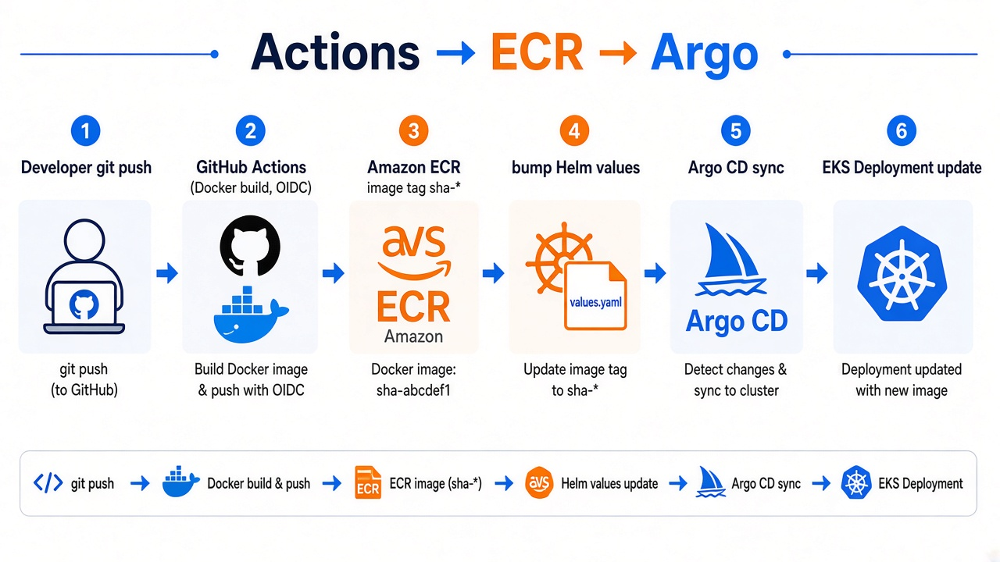 Actions → ECR → Argo
1
2
3
4
5
6
Developer git push
GitHub Actions
(Docker build, OIDC)
Amazon ECR
image tag sha-*
bump Helm values
Argo CD sync
EKS Deployment update
avs
ECR
Amazon
values.yaml
Argo CD
git push
(to GitHub)
Build Docker image
& push with OIDC
Docker image:
sha-abcdef1
Update image tag
to sha-*
Detect changes &
sync to cluster
Deployment updated
with new image
</> git push → Docker build & push → ECR ECR image (sha-*) → avs Helm values update → Argo CD sync → EKS Deployment